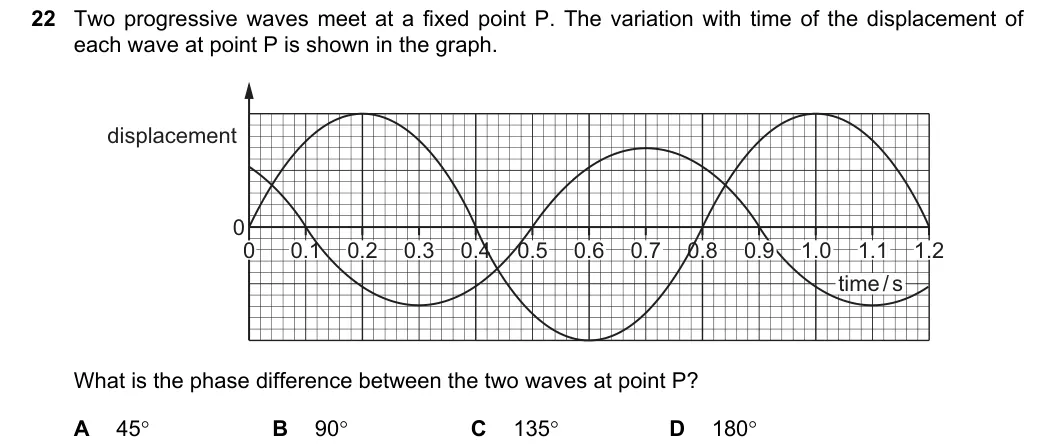 22 Two progressive waves meet at a fixed point P. The variation with time of the displacement of
each wave at point P is shown in the graph.
displacement
0
0 0.1 0.2 0.3 0.4 0.5 0.6 0.7 0.8 0.9 1.0 1.1 1.2
time / s
What is the phase difference between the two waves at point P?
A 45° B 90° C 135° D 180°